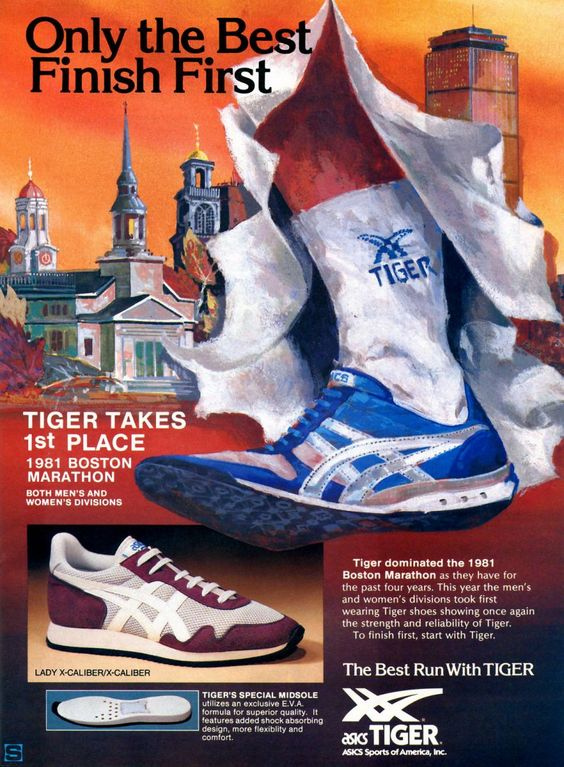 Only the Best
Finish First
TIGER
ASICS
TIGER TAKES
1st PLACE
1981 BOSTON
MARATHON
BOTH MEN'S AND
WOMEN'S DIVISIONS
LADY X-CALIBER/X-CALIBER
TIGER'S SPECIAL MIDSOLE
utilizes an exclusive E.V.A.
formula for superior quality. It
features added shock absorbing
design, more flexiblity and
comfort.
Tiger dominated the 1981
Boston Marathon as they have for
the past four years. This year the men's
and women's divisions took first
wearing Tiger shoes showing once again
the strength and reliability of Tiger.
To finish first, start with Tiger.
The Best Run With TIGER
asics TIGER®
ASICS Sports of America, Inc.
S